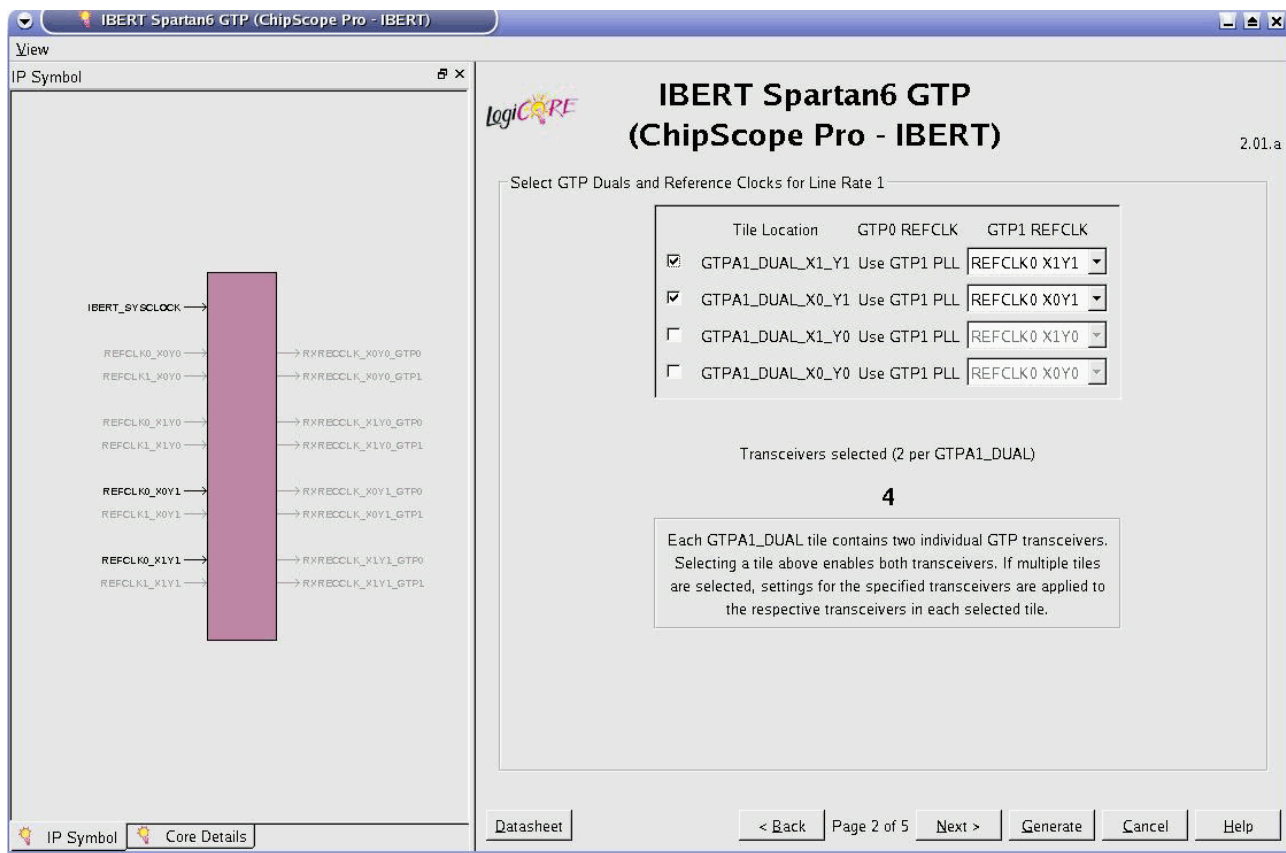 IBERT Spartan6 GTP (ChipScope Pro - IBERT)
View
IP Symbol
IBERT_SYSCLOCK
REFCLK0_X0Y0
REFCLK1_X0Y0
REFCLK0_X1Y0
REFCLK1_X1Y0
REFCLK0_X0Y1
REFCLK1_X0Y1
REFCLK0_X1Y1
REFCLK1_X1Y1
RXRECCLK_X0Y0_GTP0
RXRECCLK_X0Y0_GTP1
RXRECCLK_X1Y0_GTP0
RXRECCLK_X1Y0_GTP1
RXRECCLK_X0Y1_GTP0
RXRECCLK_X0Y1_GTP1
RXRECCLK_X1Y1_GTP0
RXRECCLK_X1Y1_GTP1
IP Symbol Core Details
LogiCORE
IBERT Spartan6 GTP
(ChipScope Pro - IBERT)
2.01.a
Select GTP Duals and Reference Clocks for Line Rate 1
Tile Location GTP0 REFCLK GTP1 REFCLK
GTPA1_DUAL_X1_Y1 Use GTP1 PLL REFCLK0 X1Y1
GTPA1_DUAL_X0_Y1 Use GTP1 PLL REFCLK0 X0Y1
GTPA1_DUAL_X1_Y0 Use GTP1 PLL REFCLK0 X1Y0
GTPA1_DUAL_X0_Y0 Use GTP1 PLL REFCLK0 X0Y0
Transceivers selected (2 per GTPA1_DUAL)
4
Each GTPA1_DUAL tile contains two individual GTP transceivers.
Selecting a tile above enables both transceivers. If multiple tiles
are selected, settings for the specified transceivers are applied to
the respective transceivers in each selected tile.
Datasheet < Back Page 2 of 5 Next > Generate Cancel Help